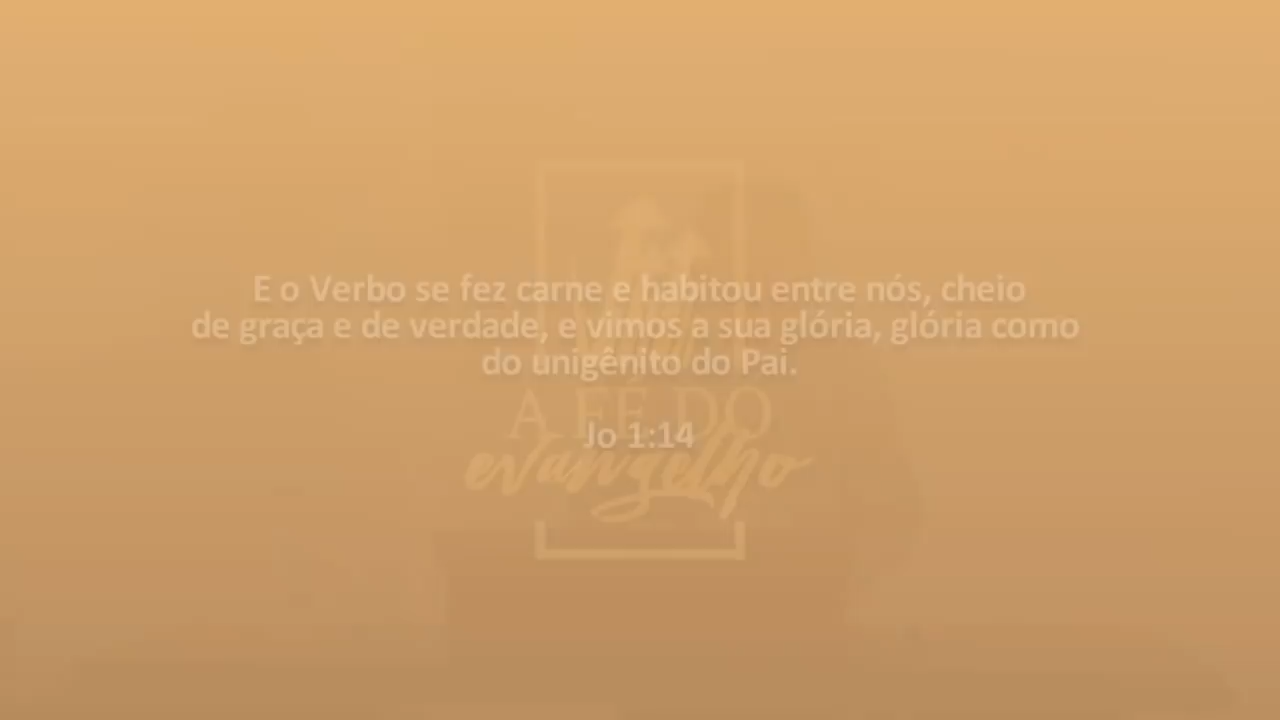 E o Verbo se fez carne e habitou entre nós, cheio
de graça e de verdade, e vimos a sua glória, glória como
do unigênito do Pai.
A FÉ DO
Jo 1:14
evangelho